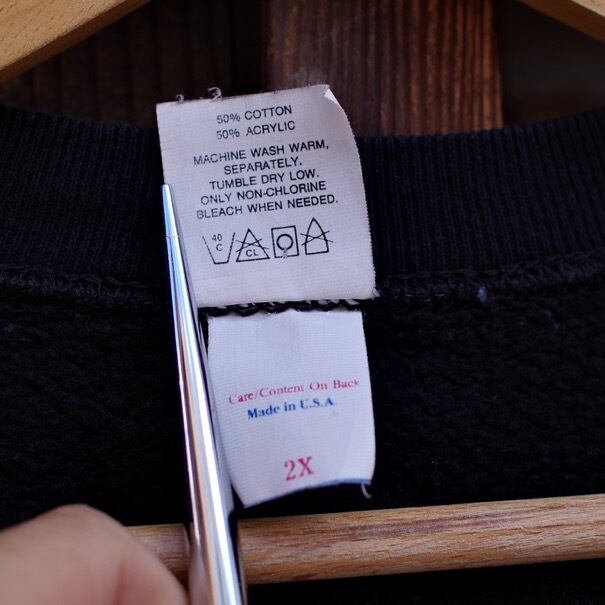 50% COTTON
50% ACRYLIC
MACHINE WASH WARM,
SEPARATELY.
TUMBLE DRY LOW.
ONLY NON-CHLORINE
BLEACH WHEN NEEDED.
40
C
CL
Care/Content On Back
Made in U.S.A.
2X